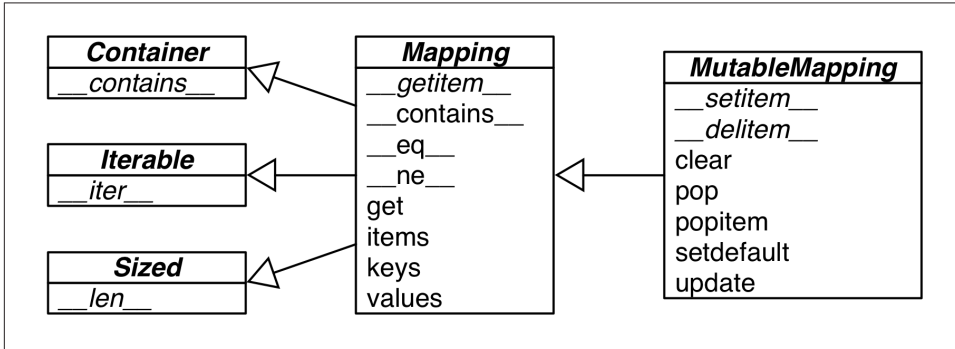 Container
__contains__
Iterable
__iter__
Sized
__len__
Mapping
__getitem__
__contains__
__eq__
__ne__
get
items
keys
values
MutableMapping
__setitem__
__delitem__
clear
pop
popitem
setdefault
update